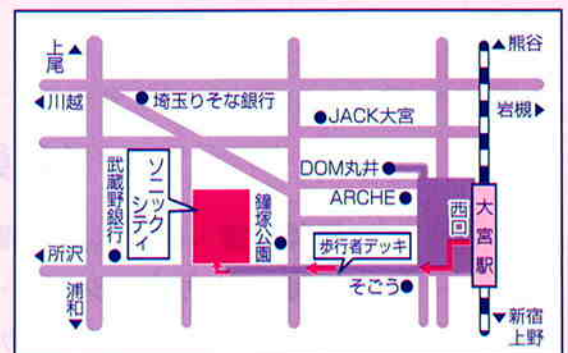 上尾▲
▲熊谷
◀川越
埼玉りそな銀行
岩槻▶
JACK大宮
DOM丸井
武蔵野銀行
ソニック
シティ
鐘塚公園
ARCHE
西口
大宮駅
◀所沢
歩行者デッキ
浦和▼
そごう
▼新宿
上野